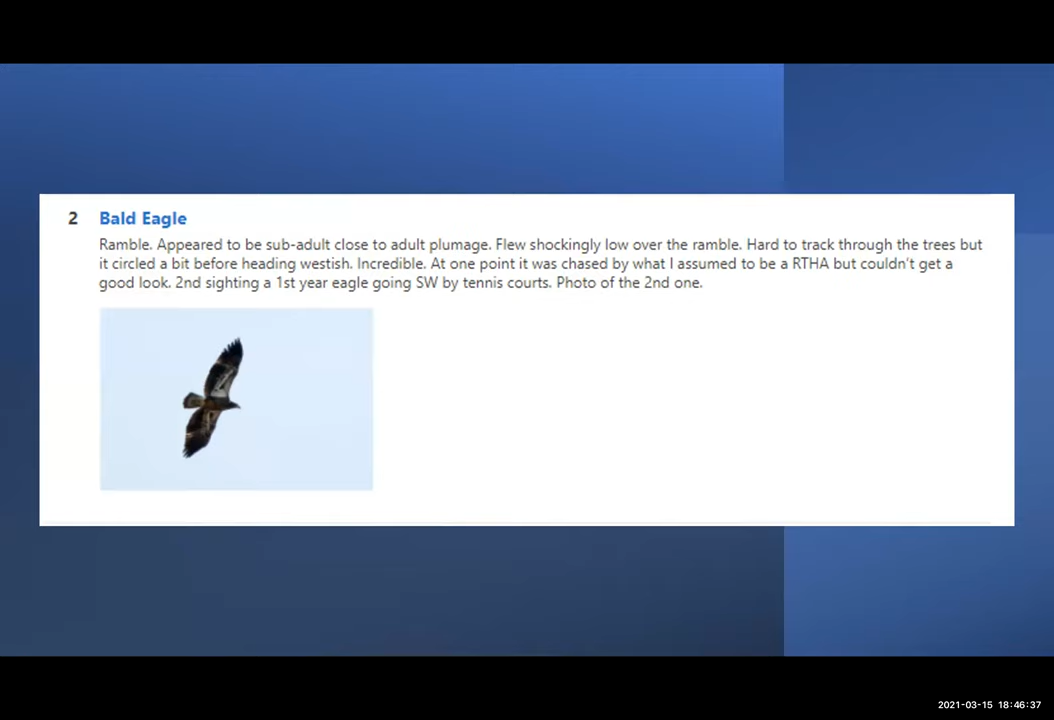 2 Bald Eagle
Ramble. Appeared to be sub-adult close to adult plumage. Flew shockingly low over the ramble. Hard to track through the trees but
it circled a bit before heading westish. Incredible. At one point it was chased by what I assumed to be a RTHA but couldn't get a
good look. 2nd sighting a 1st year eagle going SW by tennis courts. Photo of the 2nd one.
2021-03-15 18:46:37